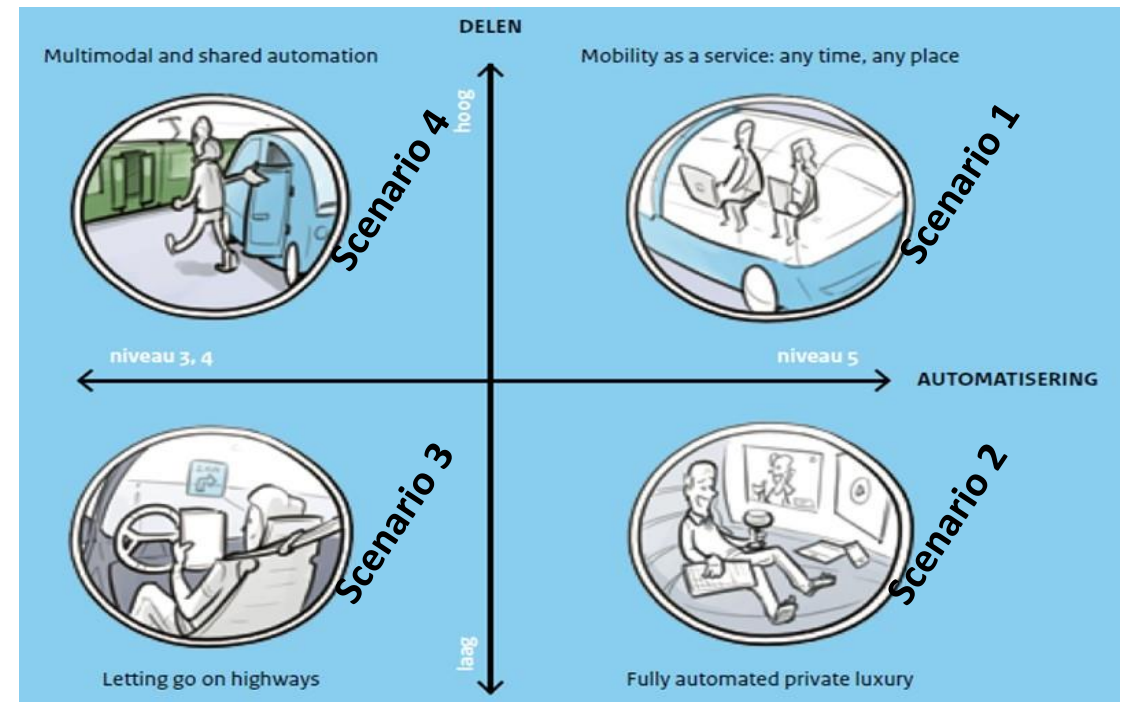 DELEN
Multimodal and shared automation
Mobility as a service: any time, any place
hoog
Scenario 4
Scenario 1
niveau 3, 4
niveau 5
AUTOMATISERING
Scenario 3
Scenario 2
laag
Letting go on highways
Fully automated private luxury